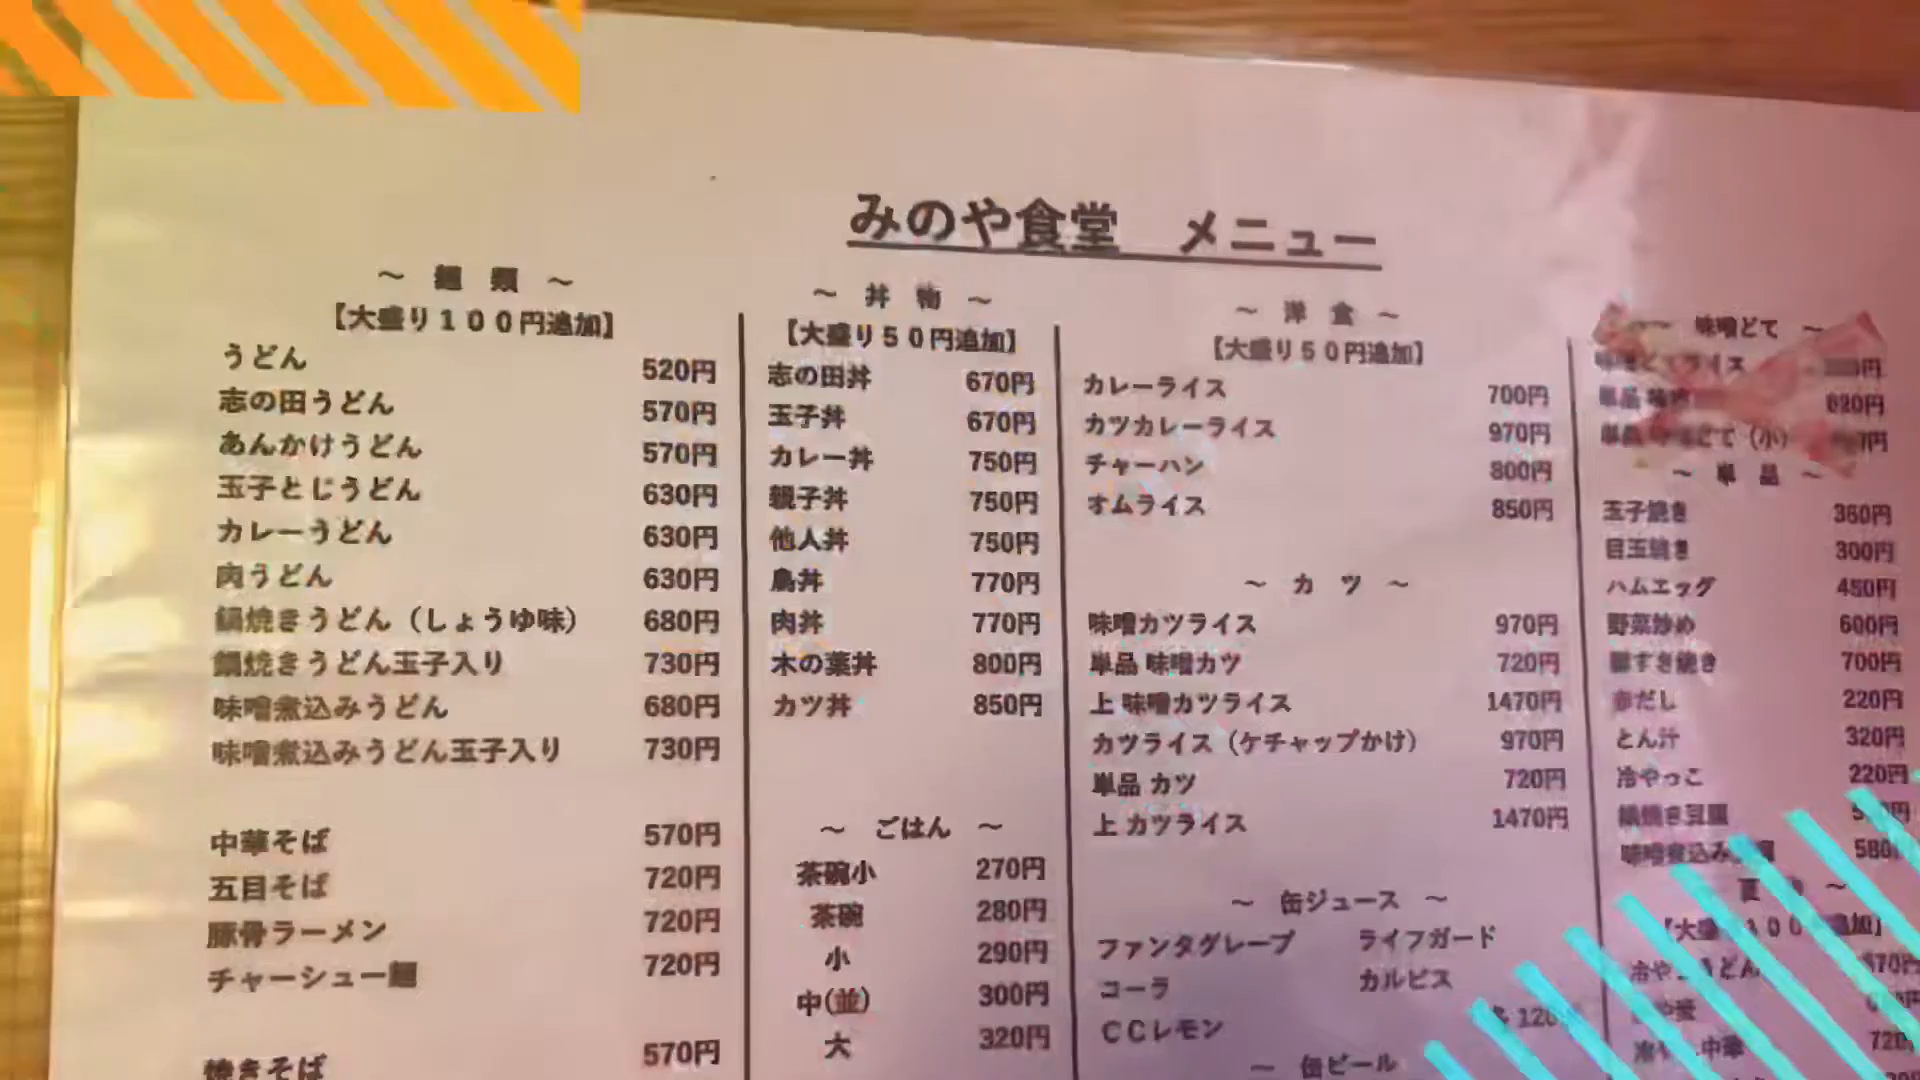 みのや食堂　メニュー
～ 麺 類 ～
【大盛り１００円追加】
うどん 520円
志の田うどん 570円
あんかけうどん 570円
玉子とじうどん 630円
カレーうどん 630円
肉うどん 630円
鍋焼きうどん（しょうゆ味） 680円
鍋焼きうどん玉子入り 730円
味噌煮込みうどん 680円
味噌煮込みうどん玉子入り 730円
中華そば 570円
五目そば 720円
豚骨ラーメン 720円
チャーシュー麺 720円
焼きそば 570円
～ 丼 物 ～
【大盛り５０円追加】
志の田丼 670円
玉子丼 670円
カレー丼 750円
親子丼 750円
他人丼 750円
鳥丼 770円
肉丼 770円
木の葉丼 800円
カツ丼 850円
～ ごはん ～
茶碗小 270円
茶碗 280円
小 290円
中(並) 300円
大 320円
～ 洋 食 ～
【大盛り５０円追加】
カレーライス 700円
カツカレーライス 970円
チャーハン 800円
オムライス 850円
～ カ ツ ～
味噌カツライス 970円
単品 味噌カツ 720円
上 味噌カツライス 1470円
カツライス（ケチャップかけ） 970円
単品 カツ 720円
上 カツライス 1470円
～ 缶ジュース ～
ファンタグレープ ライフガード
コーラ カルピス
ＣＣレモン
～ 缶ビール
～ 味噌どて ～
味噌どてライス
単品
単品 どて（小）
～ 単 品 ～
玉子焼き 360円
目玉焼き 300円
ハムエッグ 450円
野菜炒め 600円
すき焼き 700円
赤だし 220円
とん汁 320円
冷やっこ 220円
鍋焼き豆腐
味噌煮込み 580
追加】